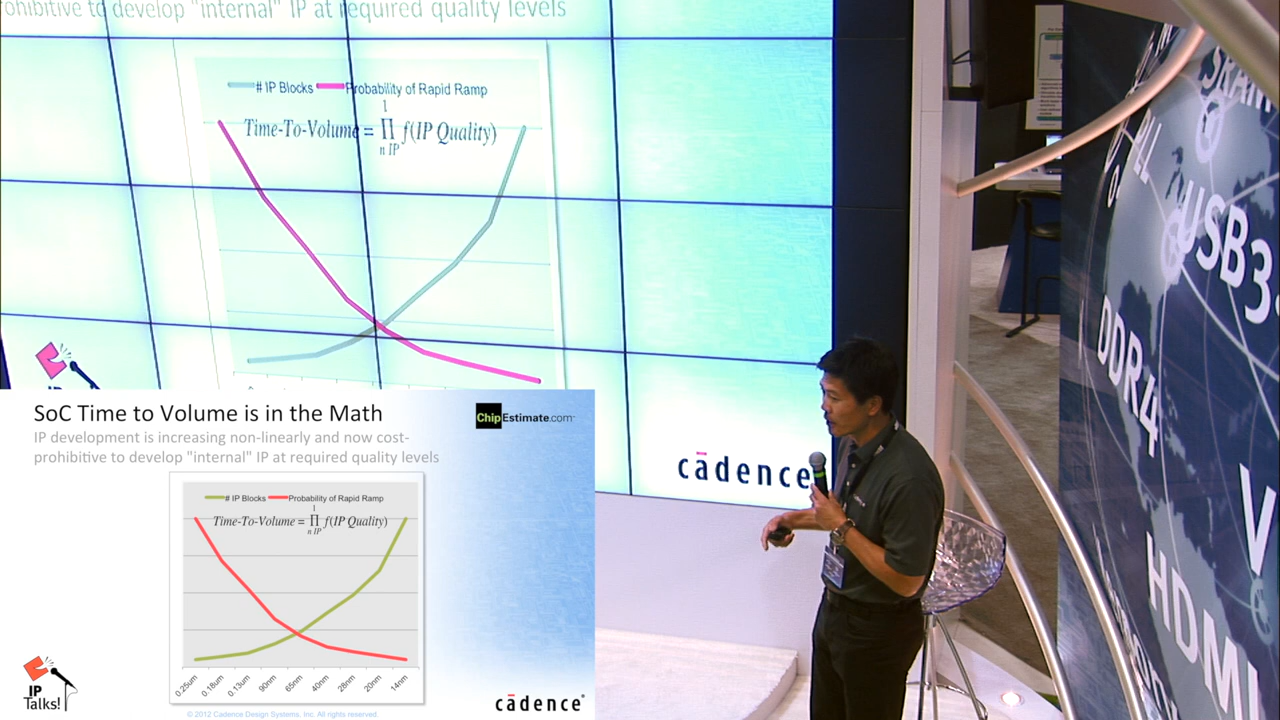 prohibitive to develop "internal" IP at required quality levels
# IP Blocks Probability of Rapid Ramp
1
Time-To-Volume = ∏ f(IP Quality)
n IP
cādence
SoC Time to Volume is in the Math
ChipEstimate.com
IP development is increasing non-linearly and now cost-
prohibitive to develop "internal" IP at required quality levels
# IP Blocks Probability of Rapid Ramp
1
Time-To-Volume = ∏ f(IP Quality)
n IP
0.25um 0.18um 0.13um 90nm 65nm 40nm 28nm 20nm 14nm
IP
Talks!
cādence®
© 2012 Cadence Design Systems, Inc. All rights reserved.
USB3
DDR4
V
HDMI